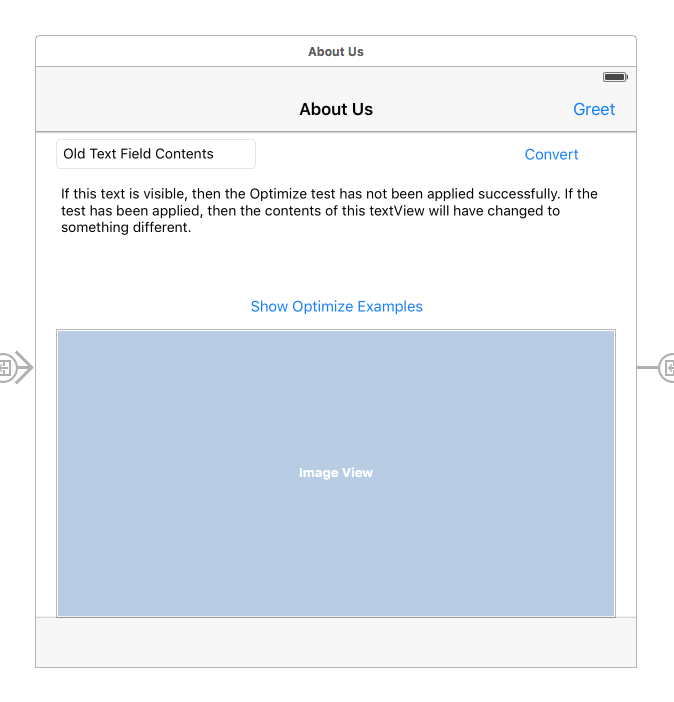 About Us
About Us
Greet
Old Text Field Contents
Convert
If this text is visible, then the Optimize test has not been applied successfully. If the
test has been applied, then the contents of this textView will have changed to
something different.
Show Optimize Examples
Image View